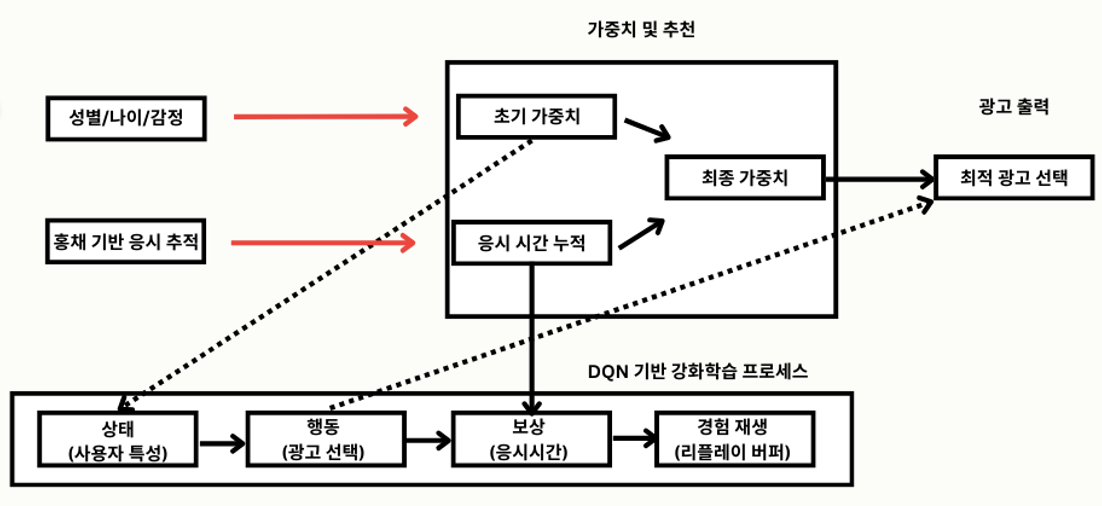 가중치 및 추천
성별/나이/감정
초기 가중치
광고 출력
최종 가중치
최적 광고 선택
홍채 기반 응시 추적
응시 시간 누적
DQN 기반 강화학습 프로세스
상태
(사용자 특성)
행동
(광고 선택)
보상
(응시시간)
경험 재생
(리플레이 버퍼)